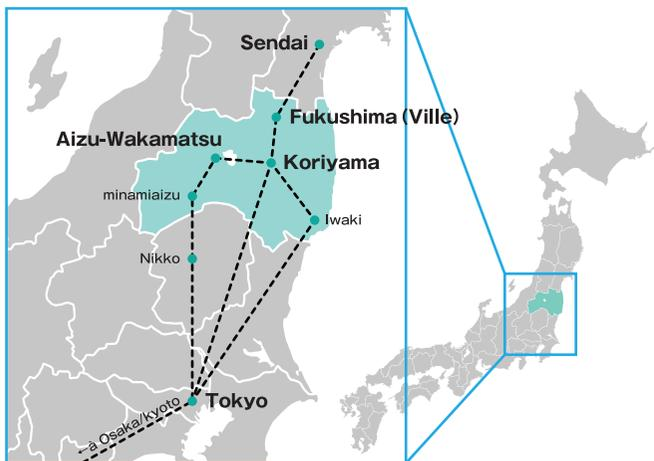 Sendai
Fukushima (Ville)
Aizu-Wakamatsu
Koriyama
minamiaizu
Iwaki
Nikko
Tokyo
←à Osaka/kyoto